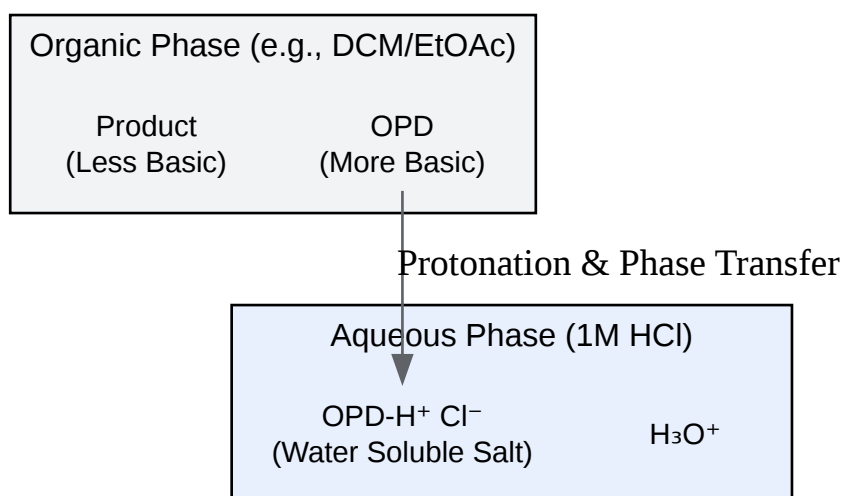 Organic Phase (e.g., DCM/EtOAc)
Product
(Less Basic)
OPD
(More Basic)
Protonation & Phase Transfer
Aqueous Phase (1M HCl)
OPD-H⁺ Cl⁻
(Water Soluble Salt)
H₃O⁺